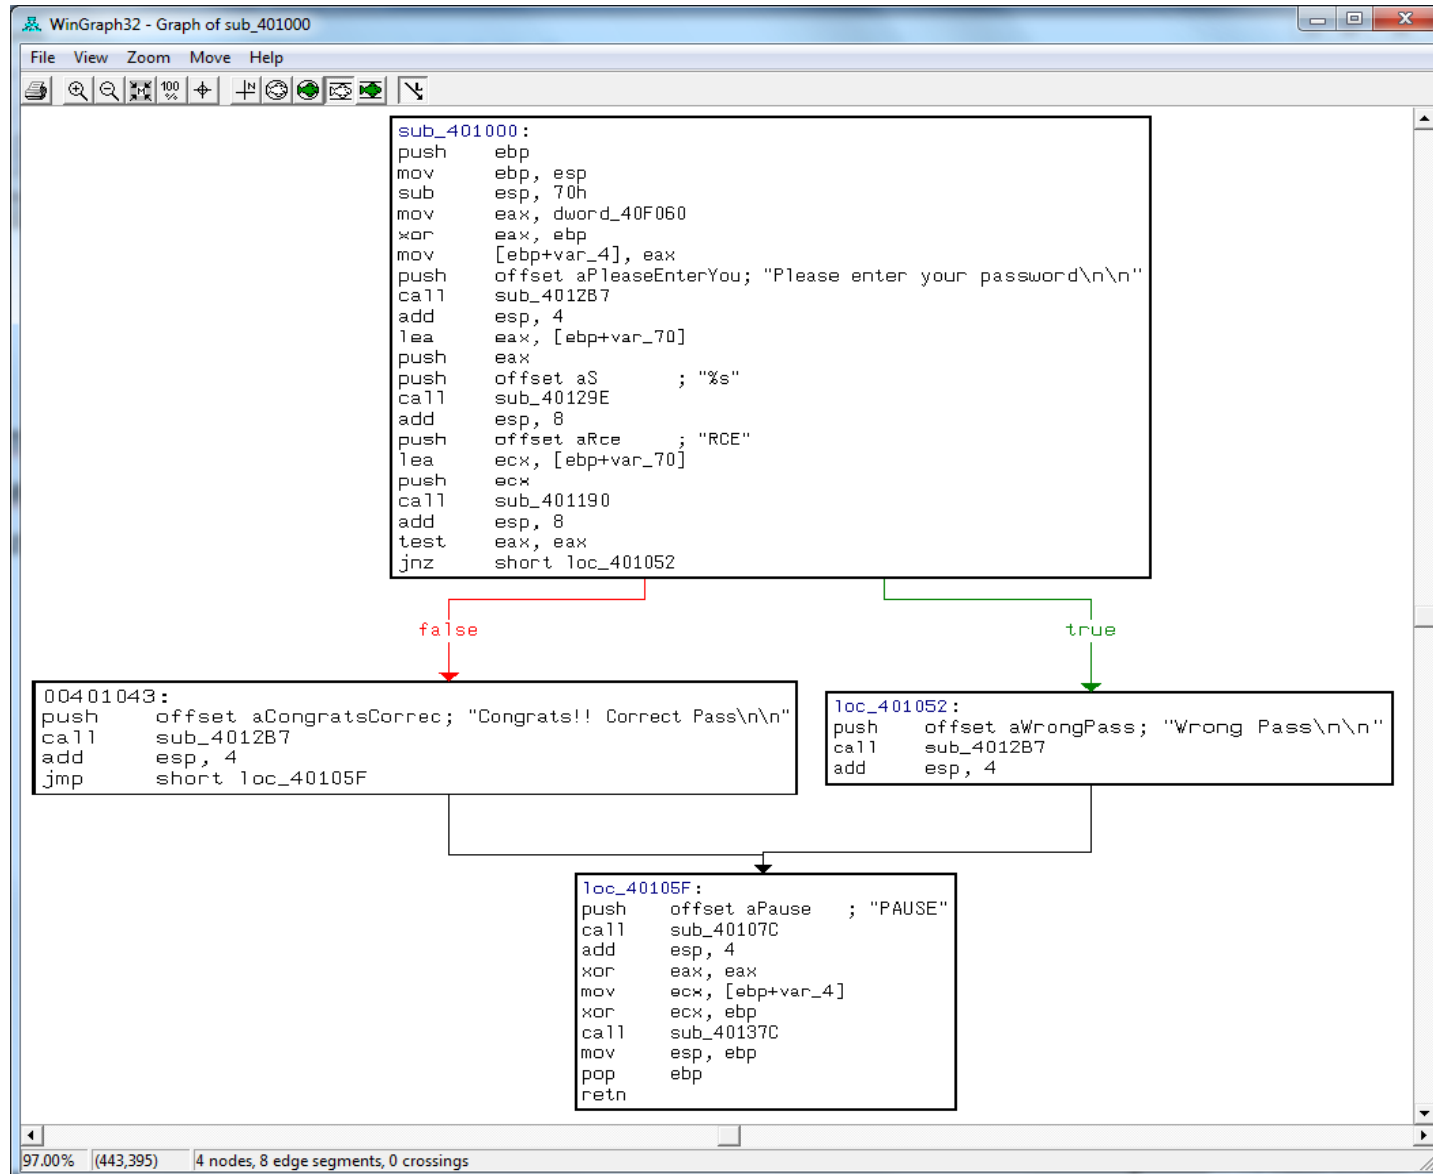 WinGraph32 - Graph of sub_401000
File View Zoom Move Help
100 %
sub_401000:
push ebp
mov ebp, esp
sub esp, 70h
mov eax, dword_40F060
xor eax, ebp
mov [ebp+var_4], eax
push offset aPleaseEnterYou; "Please enter your password\n\n"
call sub_4012B7
add esp, 4
lea eax, [ebp+var_70]
push eax
push offset aS ; "%s"
call sub_40129E
add esp, 8
push offset aRce ; "RCE"
lea ecx, [ebp+var_70]
push ecx
call sub_401190
add esp, 8
test eax, eax
jnz short loc_401052
false
true
00401043:
push offset aCongratsCorrec; "Congrats!! Correct Pass\n\n"
call sub_4012B7
add esp, 4
jmp short loc_40105F
loc_401052:
push offset aWrongPass; "Wrong Pass\n\n"
call sub_4012B7
add esp, 4
loc_40105F:
push offset aPause ; "PAUSE"
call sub_40107C
add esp, 4
xor eax, eax
mov ecx, [ebp+var_4]
xor ecx, ebp
call sub_40137C
mov esp, ebp
pop ebp
retn
97.00% (443,395) 4 nodes, 8 edge segments, 0 crossings